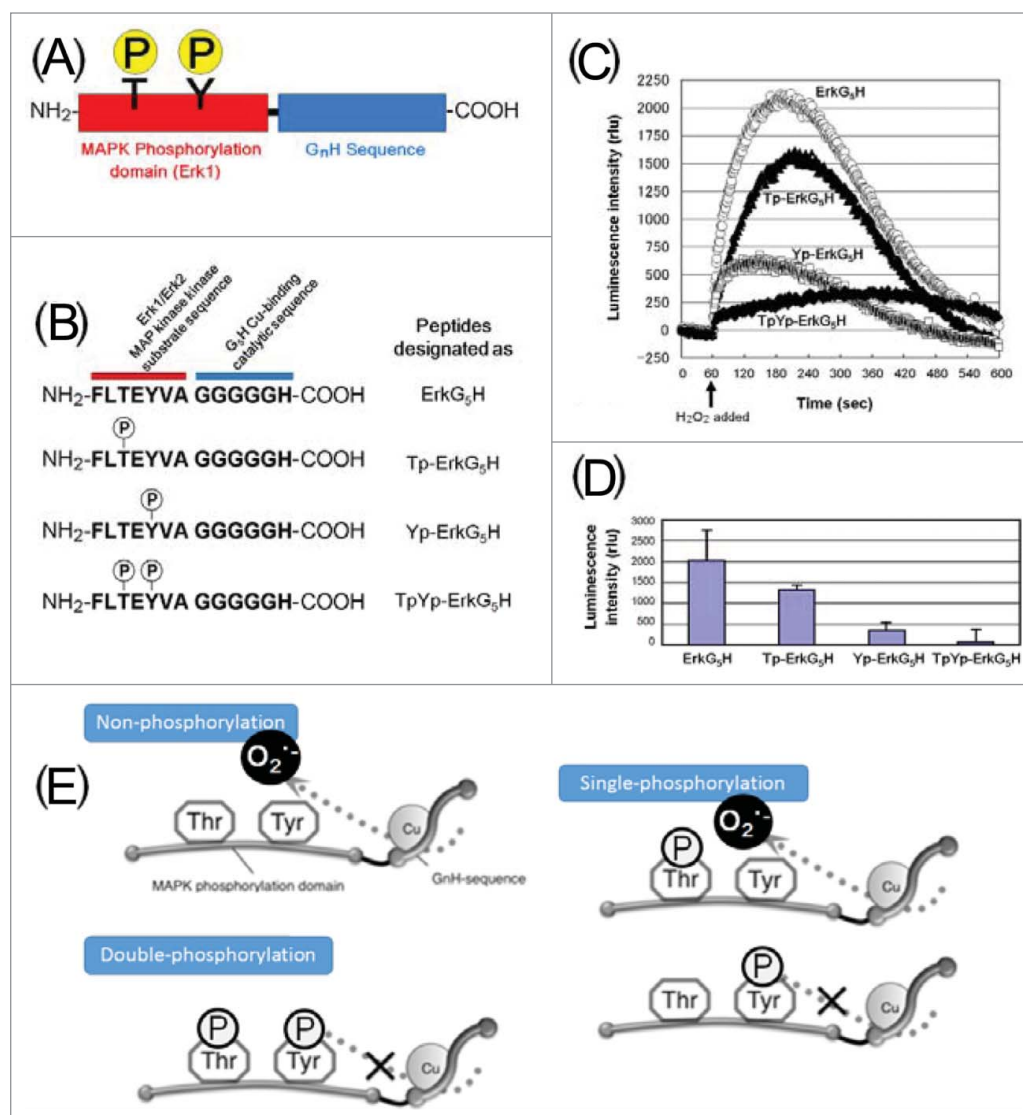 (A)
P P
T Y
NH2- -COOH
MAPK Phosphorylation
domain (Erk1)
GnH Sequence
(B)
Erk1/Erk2
MAP kinase kinase
substrate sequence
G5H Cu-binding
catalytic sequence
Peptides
designated as
NH2-FLTEYVA GGGGGH-COOH ErkG5H
P
NH2-FLTEYVA GGGGGH-COOH Tp-ErkG5H
P
NH2-FLTEYVA GGGGGH-COOH Yp-ErkG5H
P P
NH2-FLTEYVA GGGGGH-COOH TpYp-ErkG5H
(C)
Luminescence intensity (rlu)
2250
2000
1750
1500
1250
1000
750
500
250
0
-250
ErkG5H
Tp-ErkG5H
Yp-ErkG5H
TpYp-ErkG5H
0 60 120 180 240 300 360 420 480 540 600
Time (sec)
H2O2 added
(D)
Luminescence
intensity (rlu)
3000
2500
2000
1500
1000
500
0
ErkG5H Tp-ErkG5H Yp-ErkG5H TpYp-ErkG5H
(E)
Non-phosphorylation
O2•-
Thr Tyr Cu
MAPK phosphorylation domain
GnH-sequence
Single-phosphorylation
O2•-
P
Thr Tyr Cu
P
Thr Tyr Cu
Double-phosphorylation
P P
Thr Tyr Cu